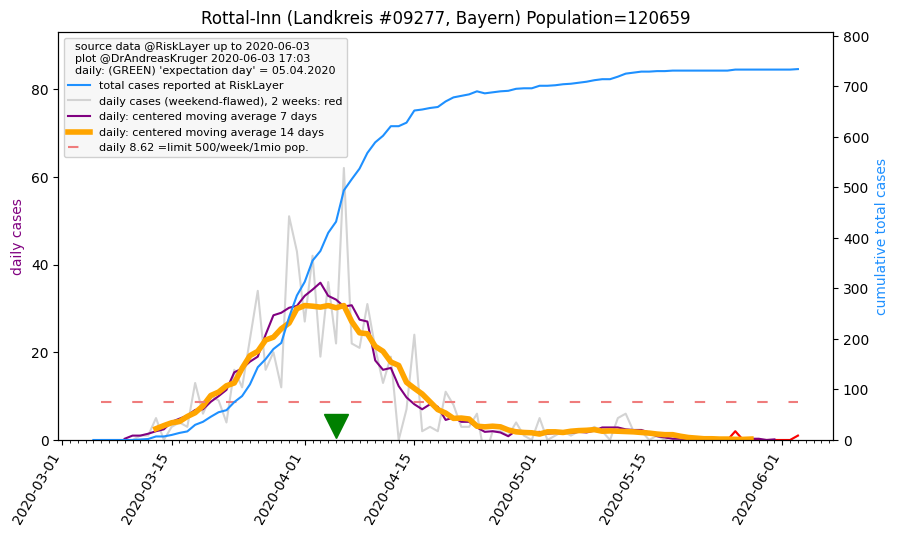 Rottal-Inn (Landkreis #09277, Bayern) Population=120659
source data @RiskLayer up to 2020-06-03
plot @DrAndreasKruger 2020-06-03 17:03
daily: (GREEN) 'expectation day' = 05.04.2020
total cases reported at RiskLayer
daily cases (weekend-flawed), 2 weeks: red
daily: centered moving average 7 days
daily: centered moving average 14 days
daily 8.62 =limit 500/week/1mio pop.
daily cases
80
60
40
20
0
cumulative total cases
800
700
600
500
400
300
200
100
0
2020-03-01
2020-03-15
2020-04-01
2020-04-15
2020-05-01
2020-05-15
2020-06-01